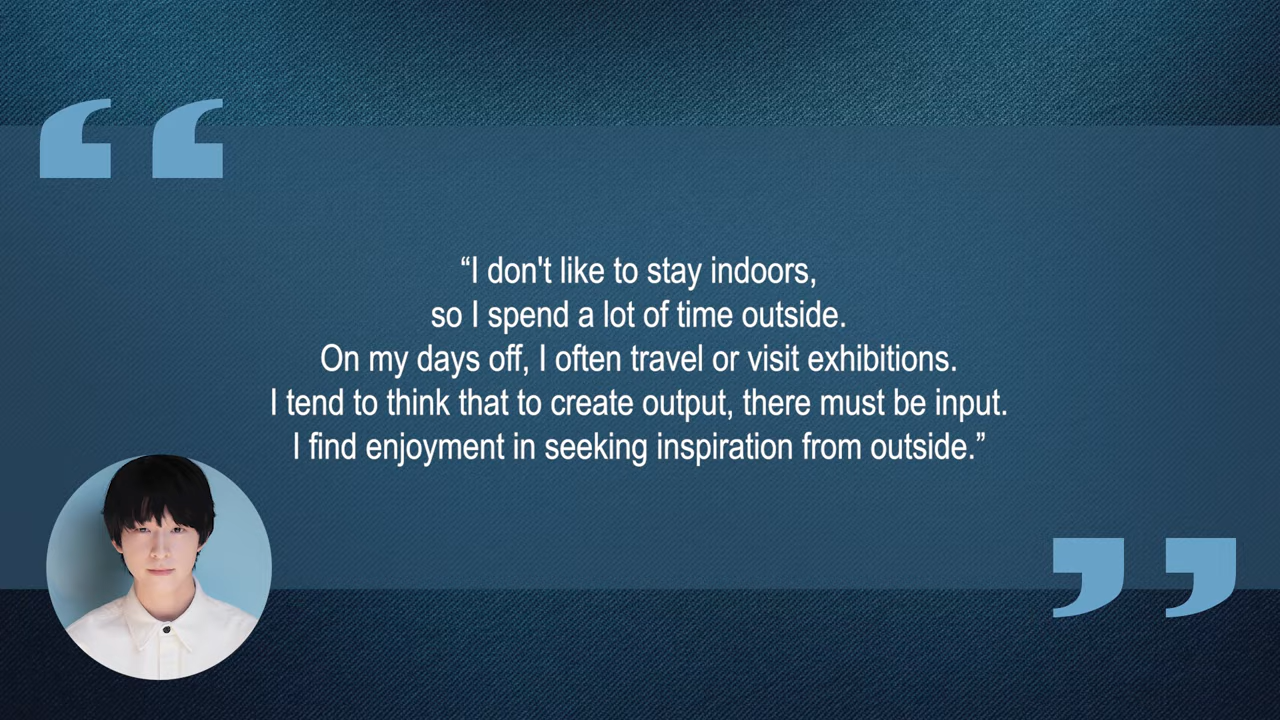 “I don't like to stay indoors,
so I spend a lot of time outside.
On my days off, I often travel or visit exhibitions.
I tend to think that to create output, there must be input.
I find enjoyment in seeking inspiration from outside.”